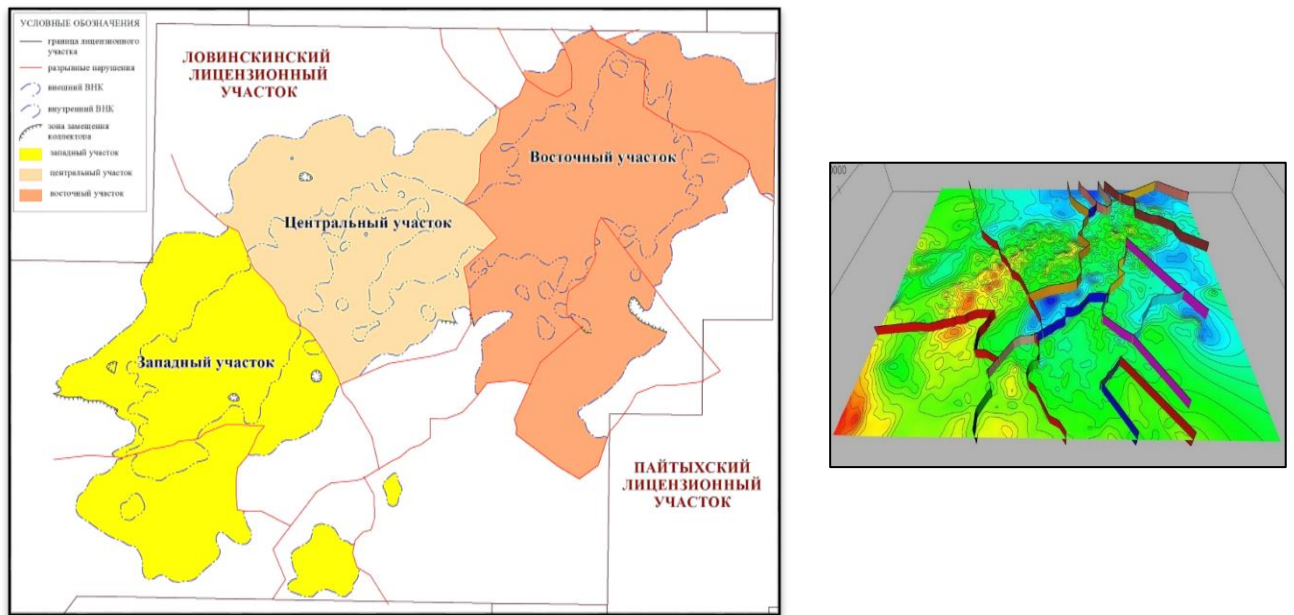 УСЛОВНЫЕ ОБОЗНАЧЕНИЯ
граница лицензионного
участка
разрывные нарушения
внешний ВНК
внутренний ВНК
зона замещения
коллектора
западный участок
центральный участок
восточный участок
ЛОВИНСКИНСКИЙ
ЛИЦЕНЗИОННЫЙ
УЧАСТОК
Восточный участок
Центральный участок
Западный участок
ПАЙТЫХСКИЙ
ЛИЦЕНЗИОННЫЙ
УЧАСТОК